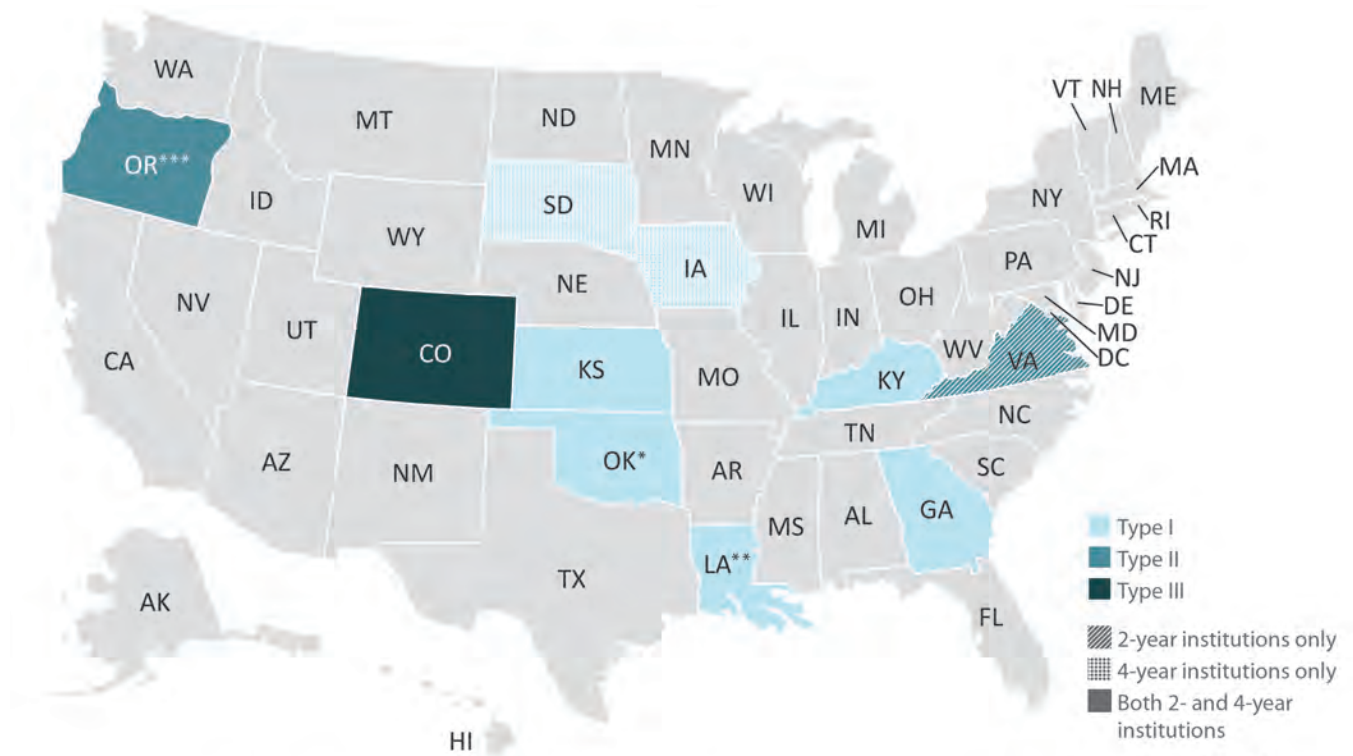 WA
MT
ND
MN
VT NH
ME
OR***
ID
SD
WI
MI
NY
MA
RI
CT
WY
IA
PA
NJ
NE
OH
DE
NV
UT
IL
IN
MD
WV
DC
CA
CO
KS
MO
KY
VA
NC
TN
AZ
NM
OK*
AR
SC
MS
AL
GA
TX
LA**
FL
AK
HI
Type I
Type II
Type III
2-year institutions only
4-year institutions only
Both 2- and 4-year
institutions